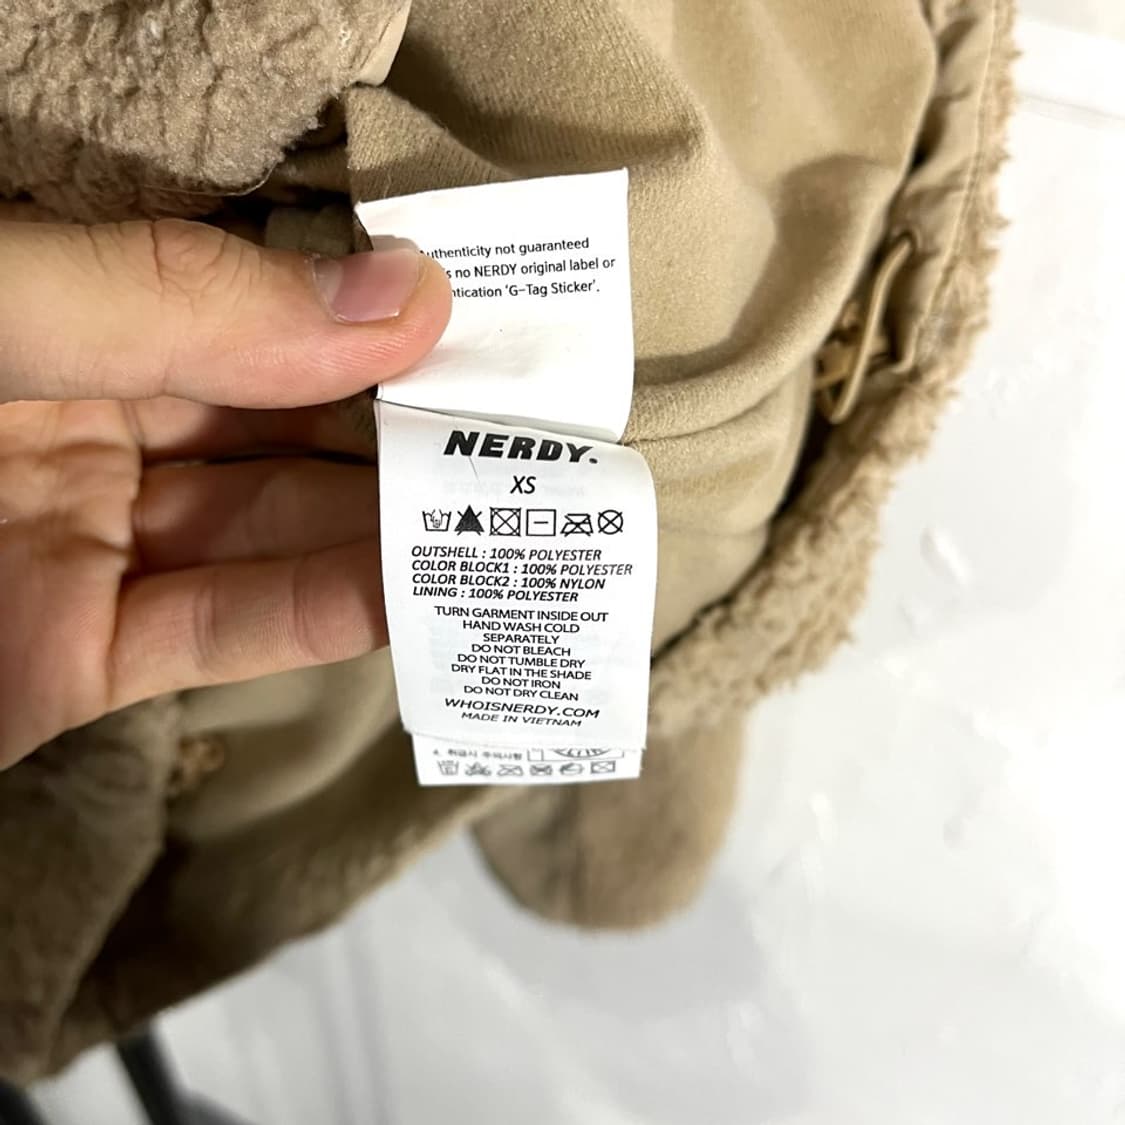 not guaranteed
no NERDY original label or
'G-Tag Sticker'.
NERDY.
XS
OUTSHELL : 100% POLYESTER
COLOR BLOCK1 : 100% POLYESTER
COLOR BLOCK2 : 100% NYLON
LINING : 100% POLYESTER
TURN GARMENT INSIDE OUT
HAND WASH COLD
SEPARATELY
DO NOT BLEACH
DO NOT TUMBLE DRY
DRY FLAT IN THE SHADE
DO NOT IRON
DO NOT DRY CLEAN
WHOISNERDY.COM
MADE IN VIETNAM